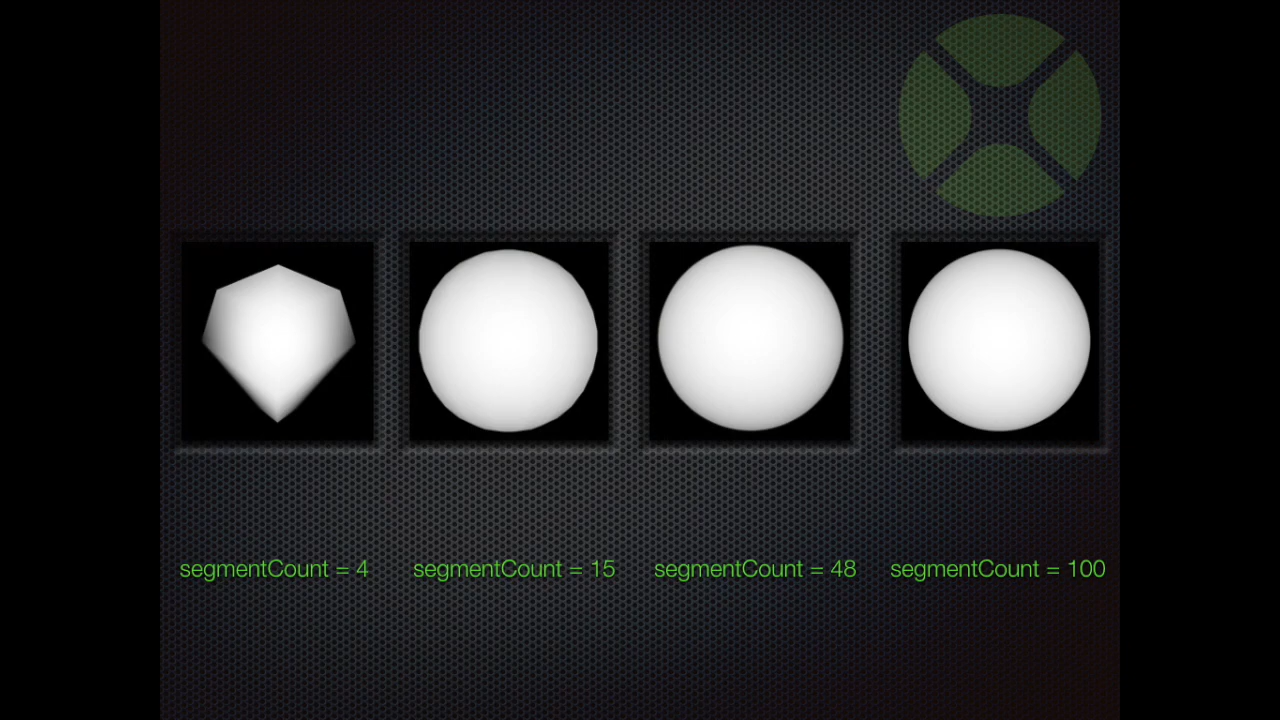 segmentCount = 4
segmentCount = 15
segmentCount = 48
segmentCount = 100